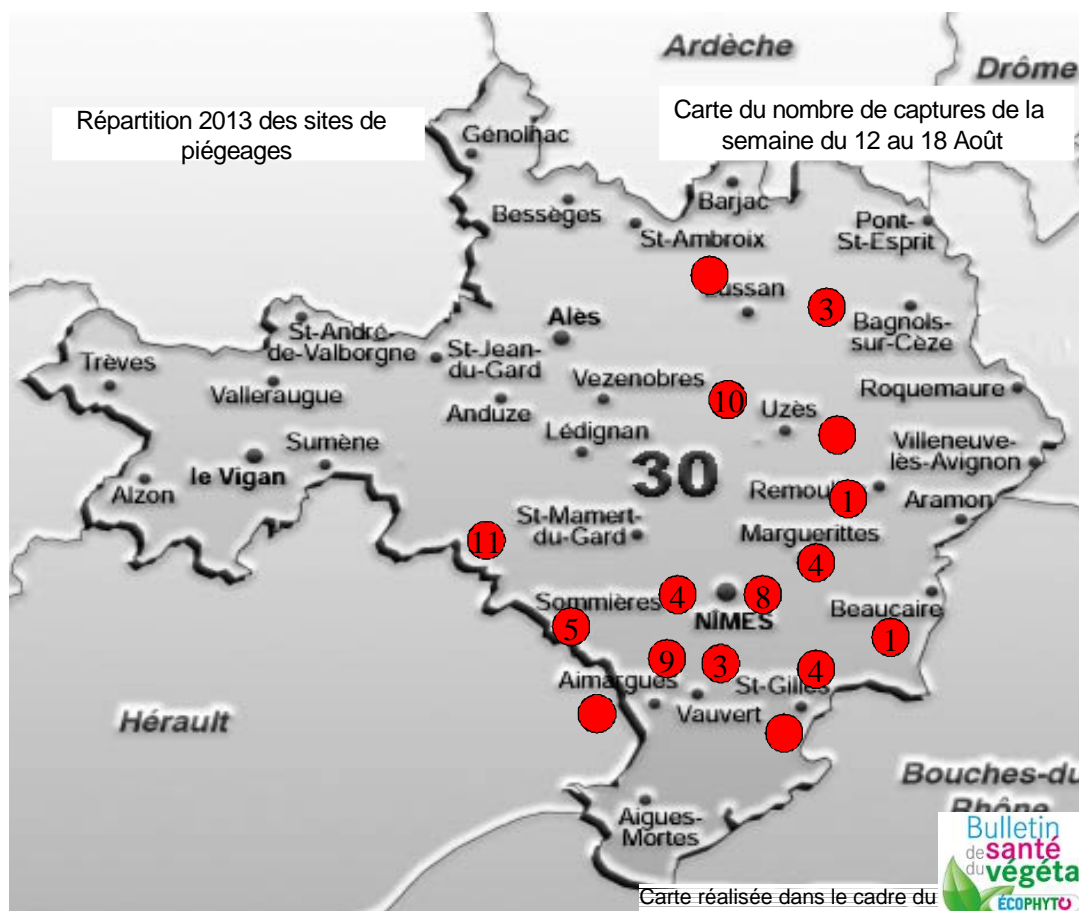 Ardèche
Drôme
Répartition 2013 des sites de
piégeages
Carte du nombre de captures de la
semaine du 12 au 18 Août
Génolhac
Barjac
Bessèges
Pont-
St-Esprit
St-Ambroix
ussan
3
Bagnols-
sur-Cèze
Alès
St-André-
de-Valborgne
St-Jean-
du-Gard
Trèves
Valleraugue
Vezenobres
Roquemaure
Anduze
10
Uzès
Lédignan
Villeneuve-
lès-Avignon
Sumène
le Vigan
30
Alzon
Remou
1
Aramon
St-Mamert-
du-Gard
Marguerittes
11
4
Sommières
4
8
NÎMES
Beaucaire
5
1
9
3
4
Aimargues
St-Gilles
Vauvert
Hérault
Bouches-du
Rhône
Aigues-
Mortes
Bulletin
de santé
du végéta
ÉCOPHYTO
Carte réalisée dans le cadre du